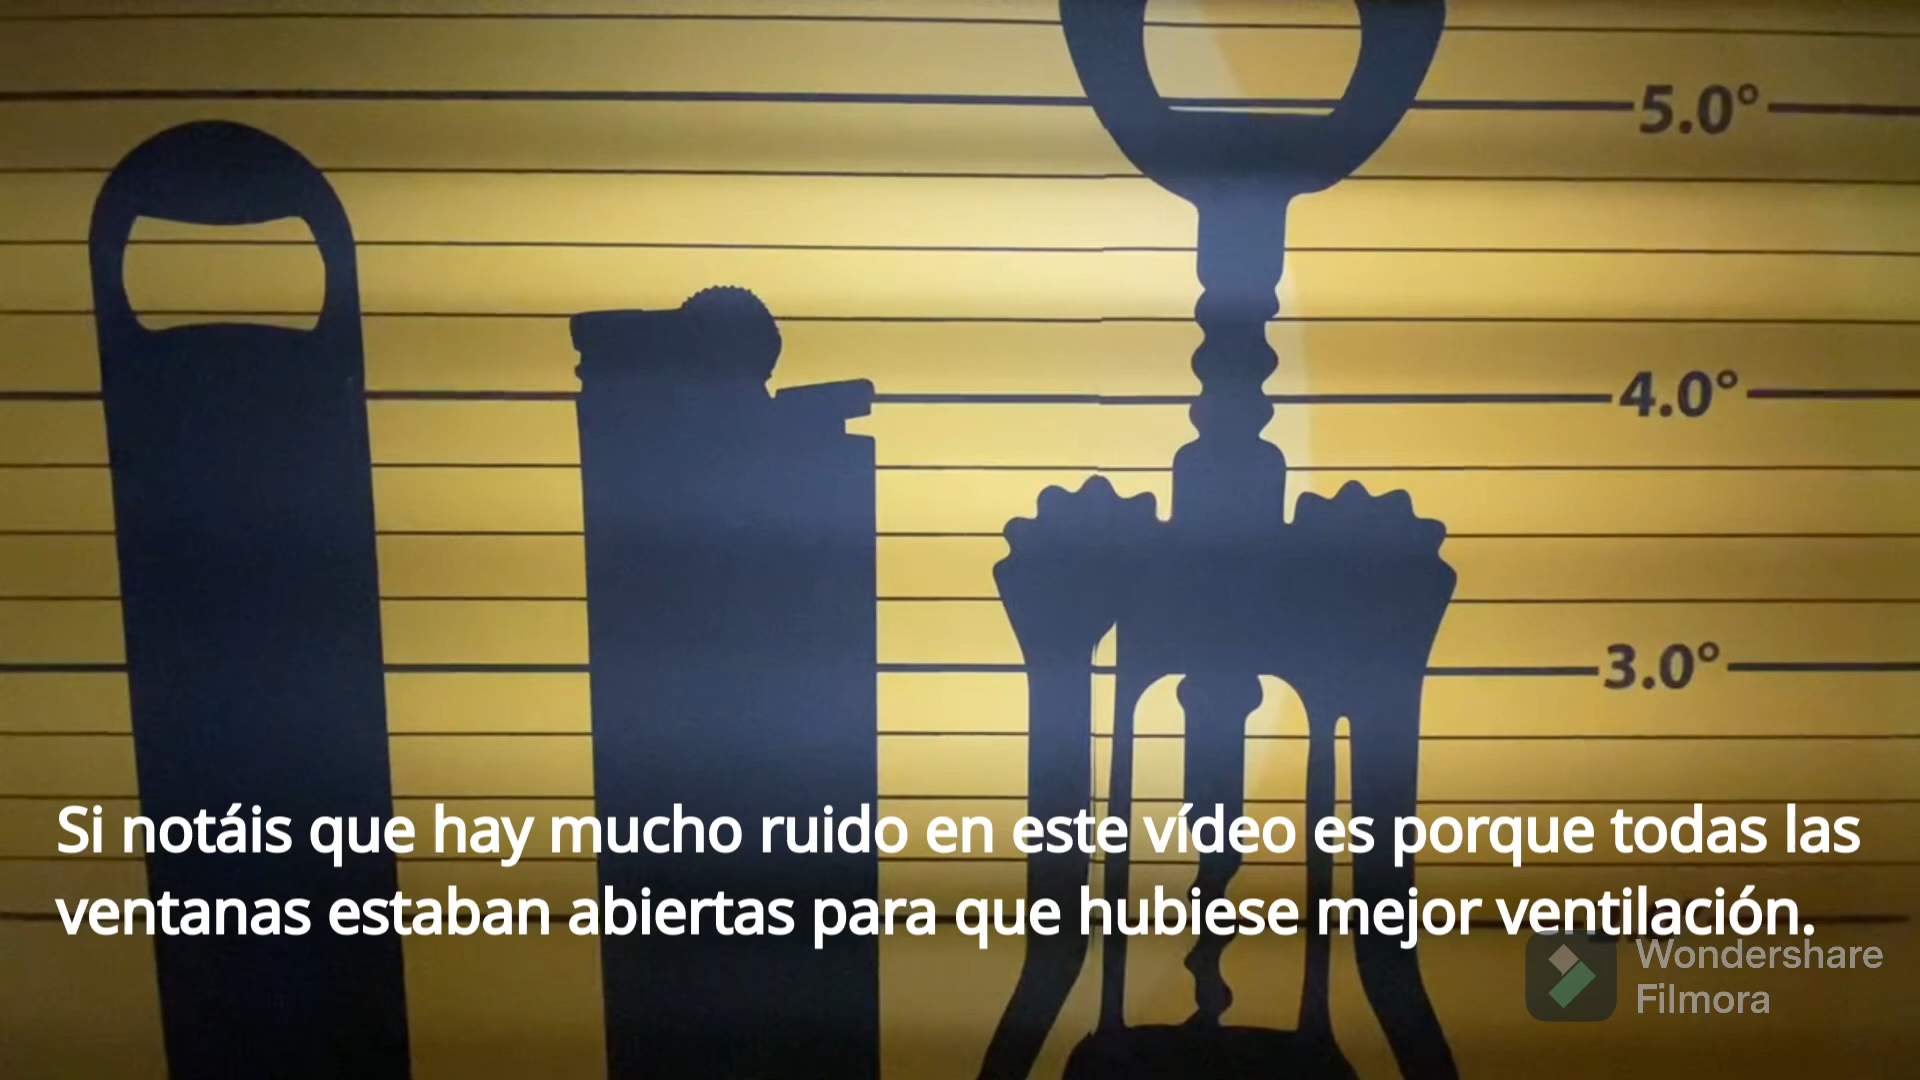 5.0°
4.0°
3.0°
Si notáis que hay mucho ruido en este vídeo es porque todas las
ventanas estaban abiertas para que hubiese mejor ventilación.
Wondershare
Filmora